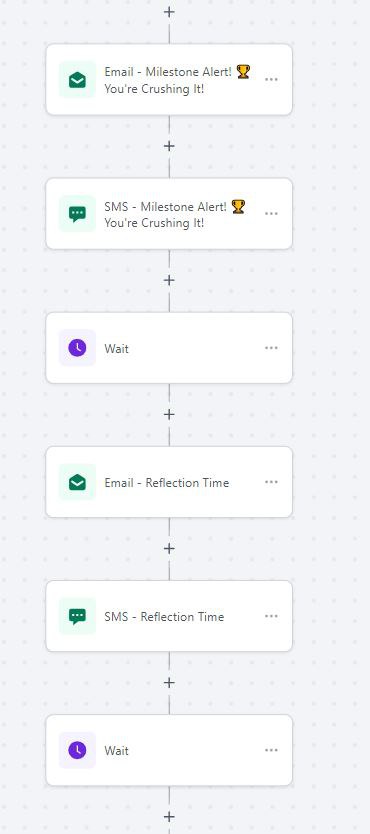 Email - Milestone Alert! 🏆
You're Crushing It!
SMS - Milestone Alert! 🏆
You're Crushing It!
Wait
Email - Reflection Time
SMS - Reflection Time
Wait